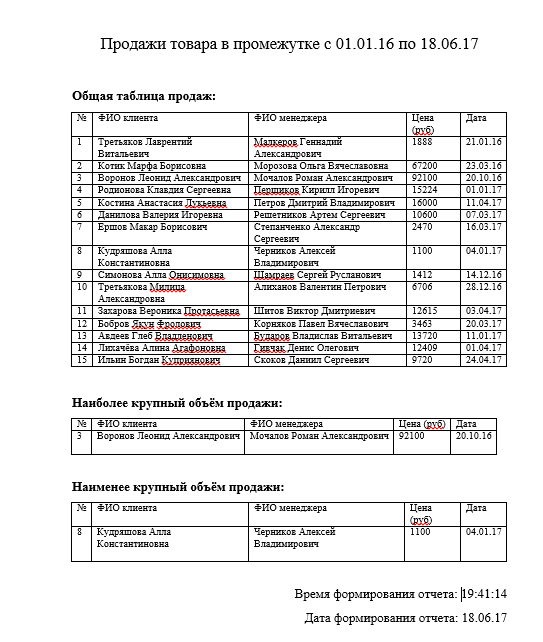 Продажи товара в промежутке с 01.01.16 по 18.06.17
Общая таблица продаж:
№ ФИО клиента ФИО менеджера Цена (руб) Дата
1 Третьяков Лаврентий Витальевич Малкеров Геннадий Александрович 1888 21.01.16
2 Котик Марфа Борисовна Морозова Ольга Вячеславовна 67200 23.03.16
3 Воронов Леонид Александрович Мочалов Роман Александрович 92100 20.10.16
4 Родионова Клавдия Сергеевна Першиков Кирилл Игоревич 15224 01.01.17
5 Костина Анастасия Лукьевна Петров Дмитрий Владимирович 16000 11.04.17
6 Данилова Валерия Игоревна Решетников Артем Сергеевич 10600 07.03.17
7 Ершов Макар Борисович Степанченко Александр Сергеевич 2470 16.03.17
8 Кудряшова Алла Константиновна Черников Алексей Владимирович 1100 04.01.17
9 Симонова Алла Онисимовна Шамраев Сергей Русланович 1412 14.12.16
10 Третьякова Милица Александровна Алиханов Валентин Петрович 6706 28.12.16
11 Захарова Вероника Протасьевна Шитов Виктор Дмитриевич 12615 03.04.17
12 Бобров Якун Фролович Корняков Павел Вячеславович 3463 20.03.17
13 Авдеев Глеб Владленович Бударов Владислав Витальевич 13720 11.01.17
14 Лихачёва Алина Агафоновна Гивчак Денис Олегович 12409 01.04.17
15 Ильин Богдан Куприянович Скоков Даниил Сергеевич 9720 24.04.17
Наиболее крупный объём продажи:
№ ФИО клиента ФИО менеджера Цена (руб) Дата
3 Воронов Леонид Александрович Мочалов Роман Александрович 92100 20.10.16
Наименее крупный объём продажи:
№ ФИО клиента ФИО менеджера Цена (руб) Дата
8 Кудряшова Алла Константиновна Черников Алексей Владимирович 1100 04.01.17
Время формирования отчета: 19:41:14
Дата формирования отчета: 18.06.17